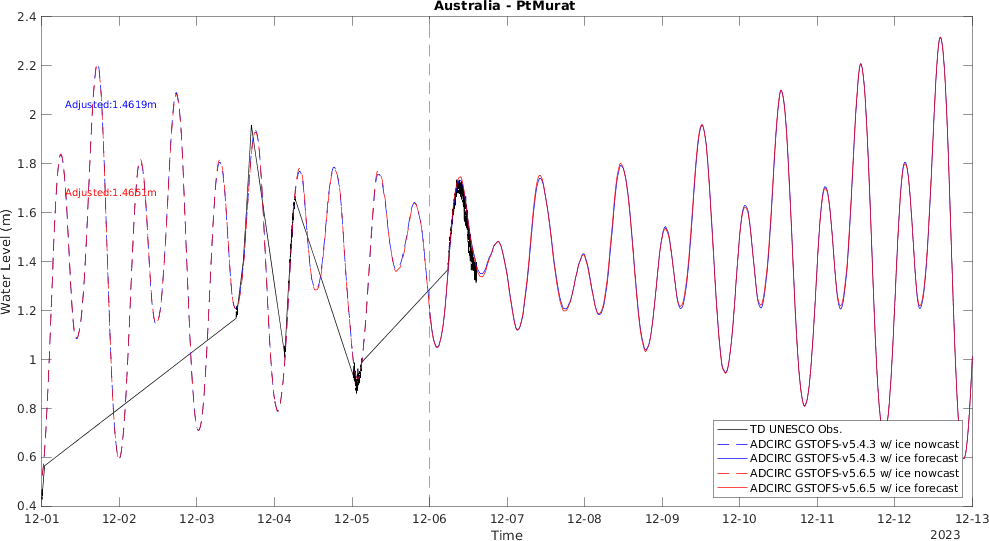 Australia - PtMurat
2.4
2.2
2
1.8
1.6
1.4
1.2
1
0.8
0.6
0.4
Water Level (m)
Adjusted:1.4619m
Adjusted:1.4651m
TD UNESCO Obs.
ADCIRC GSTOFS-v5.4.3 w/ ice nowcast
ADCIRC GSTOFS-v5.4.3 w/ ice forecast
ADCIRC GSTOFS-v5.6.5 w/ ice nowcast
ADCIRC GSTOFS-v5.6.5 w/ ice forecast
12-01 12-02 12-03 12-04 12-05 12-06 12-07 12-08 12-09 12-10 12-11 12-12 12-13
Time
2023